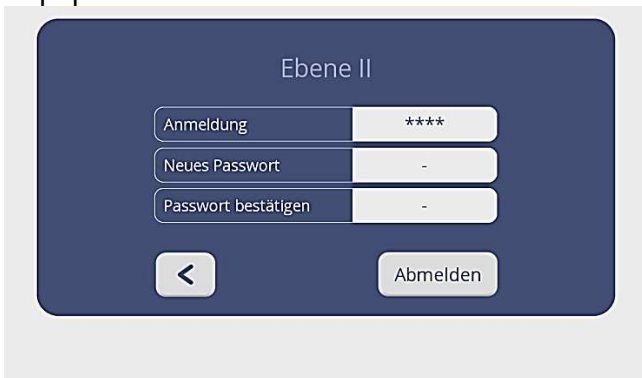 Ebene II
Anmeldung ****
Neues Passwort -
Passwort bestätigen -
< Abmelden